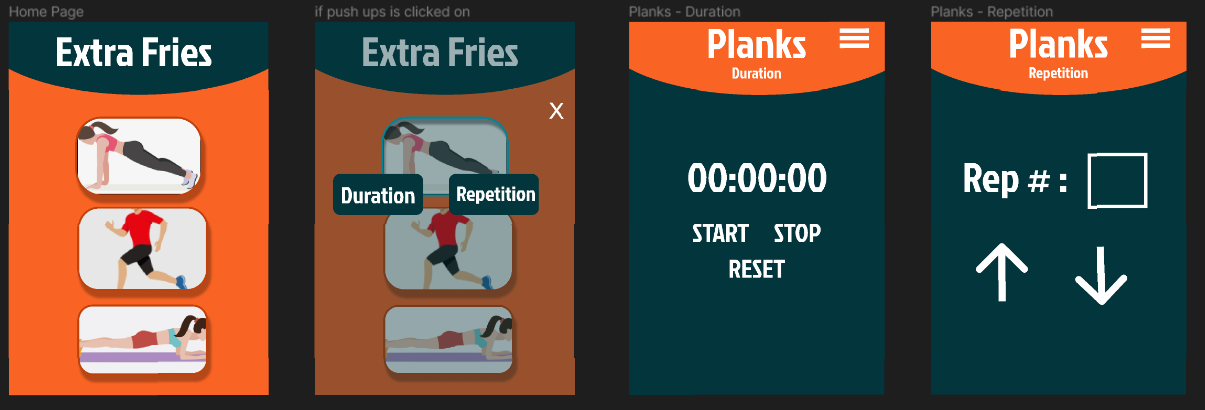 Home Page
Extra Fries
if push ups is clicked on
Extra Fries
X
Duration
Repetition
Planks - Duration
Planks
Duration
00:00:00
START STOP
RESET
Planks - Repetition
Planks
Repetition
Rep # :